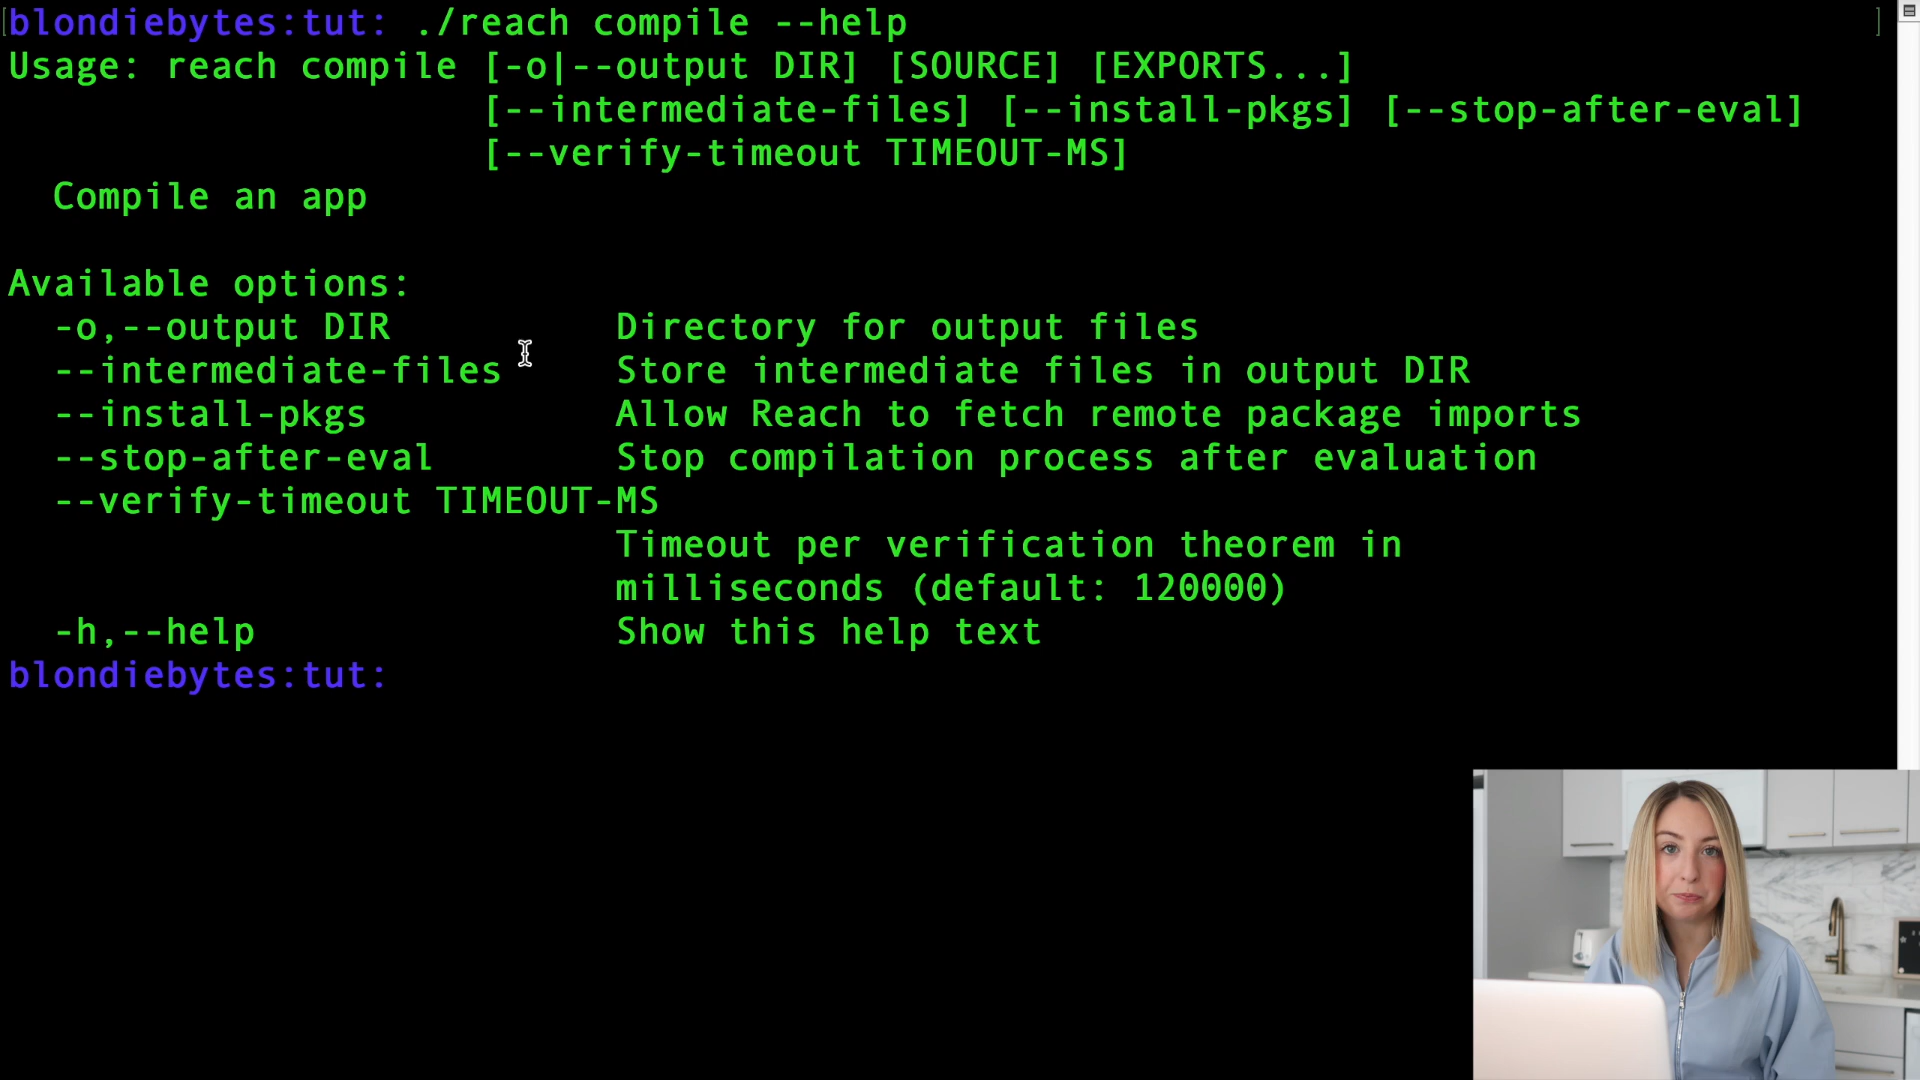 blondiebytes:tut: ./reach compile --help
Usage: reach compile [-o|--output DIR] [SOURCE] [EXPORTS...]
[--intermediate-files] [--install-pkgs] [--stop-after-eval]
[--verify-timeout TIMEOUT-MS]
Compile an app
Available options:
-o,--output DIR Directory for output files
--intermediate-files Store intermediate files in output DIR
--install-pkgs Allow Reach to fetch remote package imports
--stop-after-eval Stop compilation process after evaluation
--verify-timeout TIMEOUT-MS
Timeout per verification theorem in
milliseconds (default: 120000)
-h,--help Show this help text
blondiebytes:tut: